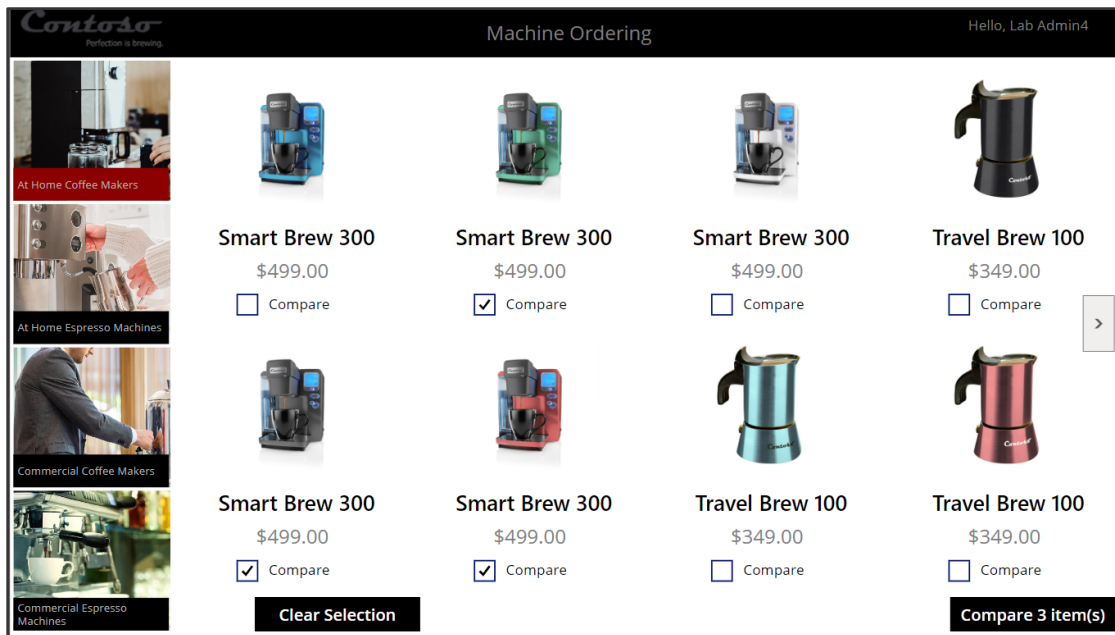 Contoso
Perfection is brewing.
Machine Ordering
Hello, Lab Admin4
At Home Coffee Makers
At Home Espresso Machines
Commercial Coffee Makers
Commercial Espresso
Machines
Smart Brew 300
$499.00
Compare
Smart Brew 300
$499.00
Compare
Smart Brew 300
$499.00
Compare
Contoso
Travel Brew 100
$349.00
Compare
Smart Brew 300
$499.00
Compare
Smart Brew 300
$499.00
Compare
Contoso
Travel Brew 100
$349.00
Compare
Contoso
Travel Brew 100
$349.00
Compare
Clear Selection
Compare 3 item(s)